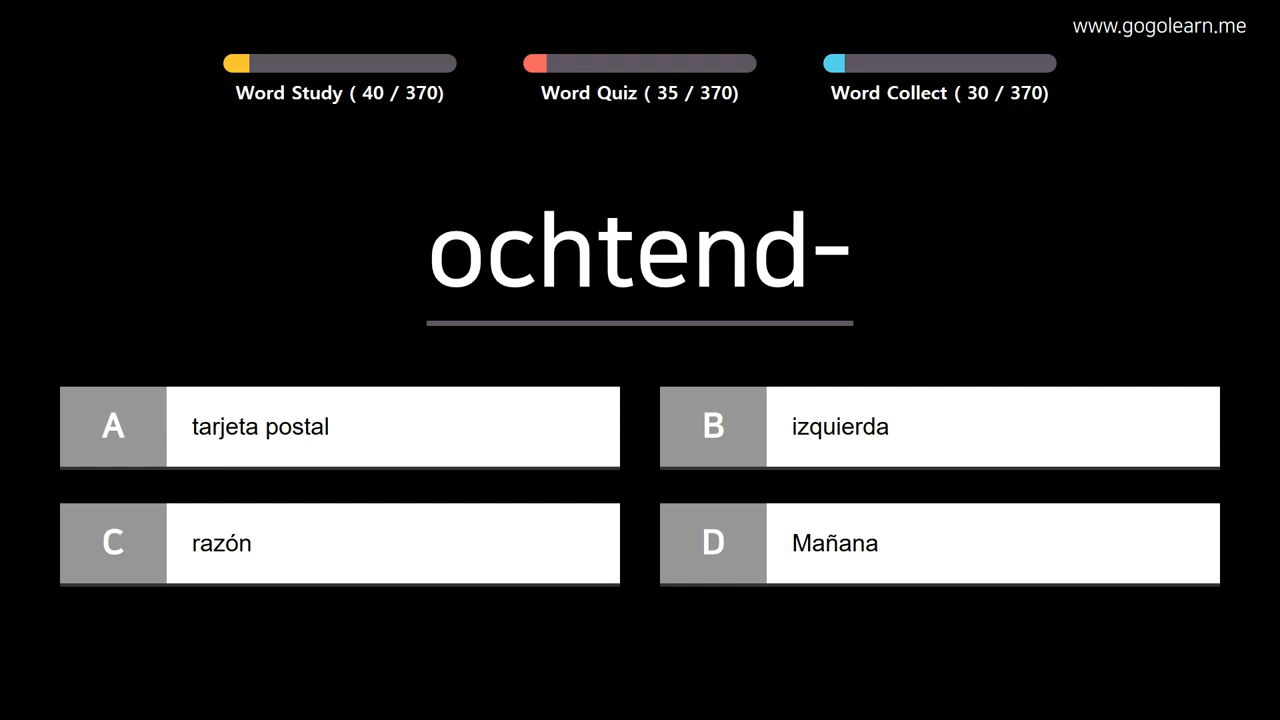 www.gogolearn.me
Word Study ( 40 / 370)
Word Quiz ( 35 / 370)
Word Collect ( 30 / 370)
ochtend-
A tarjeta postal
B izquierda
C razón
D Mañana